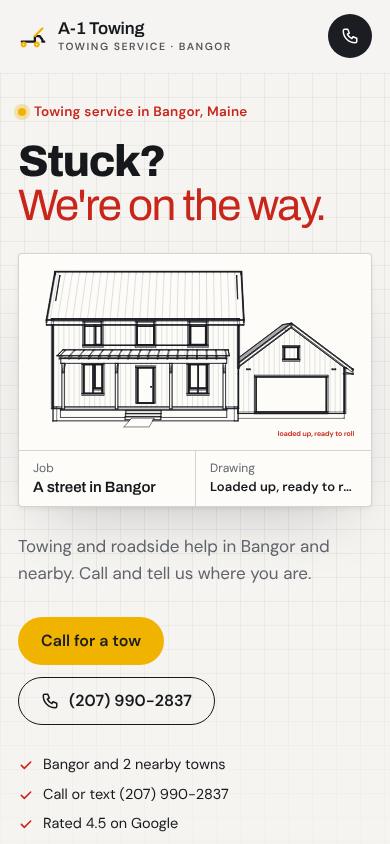 A-1 Towing
TOWING SERVICE · BANGOR
Towing service in Bangor, Maine
Stuck?
We're on the way.
loaded up, ready to roll
Job
A street in Bangor
Drawing
Loaded up, ready to r...
Towing and roadside help in Bangor and
nearby. Call and tell us where you are.
Call for a tow
(207) 990-2837
Bangor and 2 nearby towns
Call or text (207) 990-2837
Rated 4.5 on Google